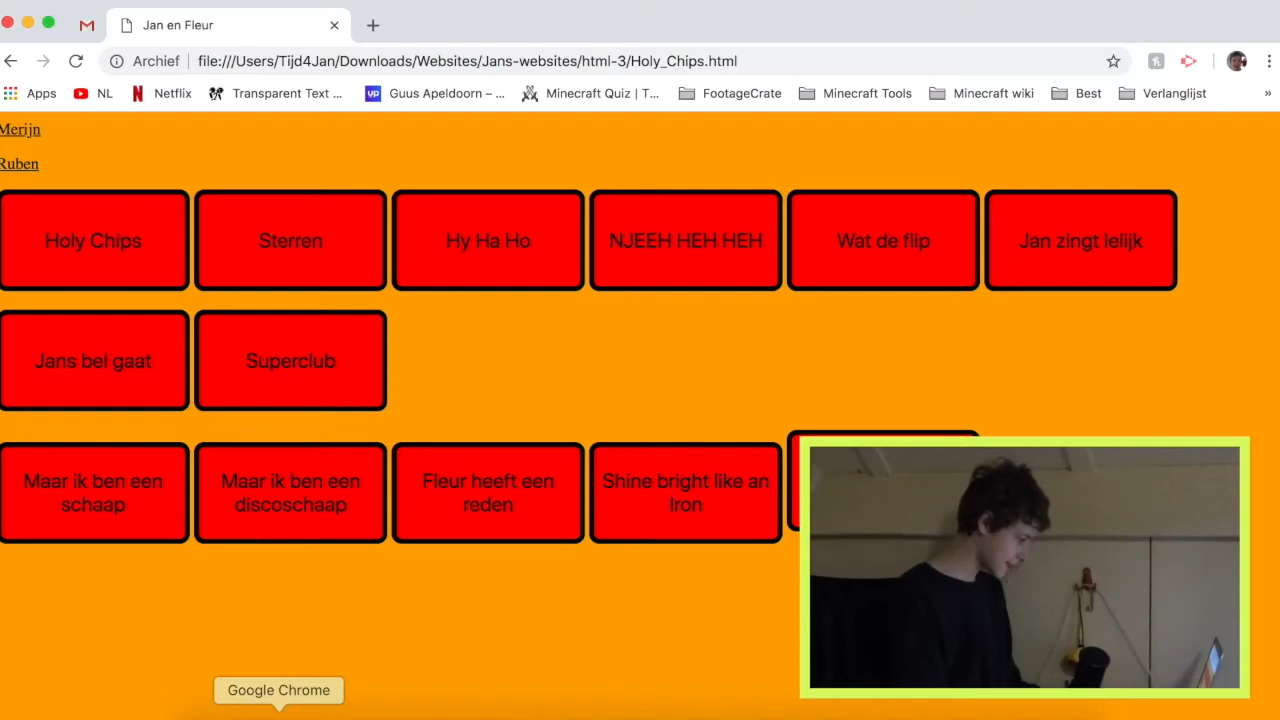 Jan en Fleur
Archief
file:///Users/Tijd4Jan/Downloads/Websites/Jans-websites/html-3/Holy_Chips.html
Apps
NL
Netflix
Transparent Text ...
Guus Apeldoorn – ...
Minecraft Quiz | T...
FootageCrate
Minecraft Tools
Minecraft wiki
Best
Verlanglijst
»
Merijn
Ruben
Holy Chips
Sterren
Hy Ha Ho
NJEEH HEH HEH
Wat de flip
Jan zingt lelijk
Jans bel gaat
Superclub
Maar ik ben een
schaap
Maar ik ben een
discoschaap
Fleur heeft een
reden
Shine bright like an
Iron
Google Chrome